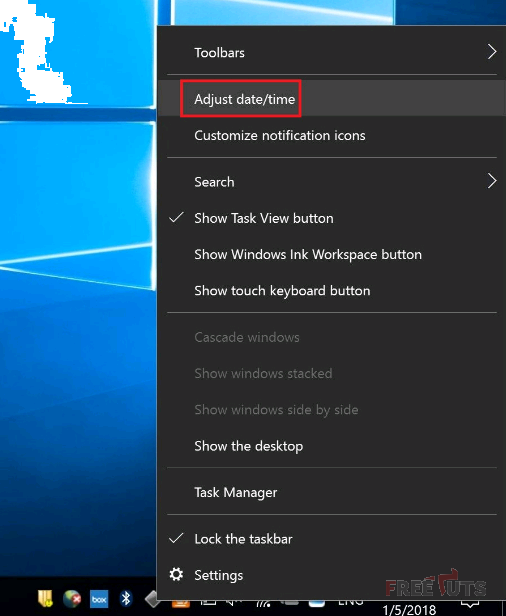 Toolbars
Adjust date/time
Customize notification icons
Search
Show Task View button
Show Windows Ink Workspace button
Show touch keyboard button
Cascade windows
Show windows stacked
Show windows side by side
Show the desktop
Task Manager
Lock the taskbar
Settings
FREETUTS
box
ENG
1/5/2018